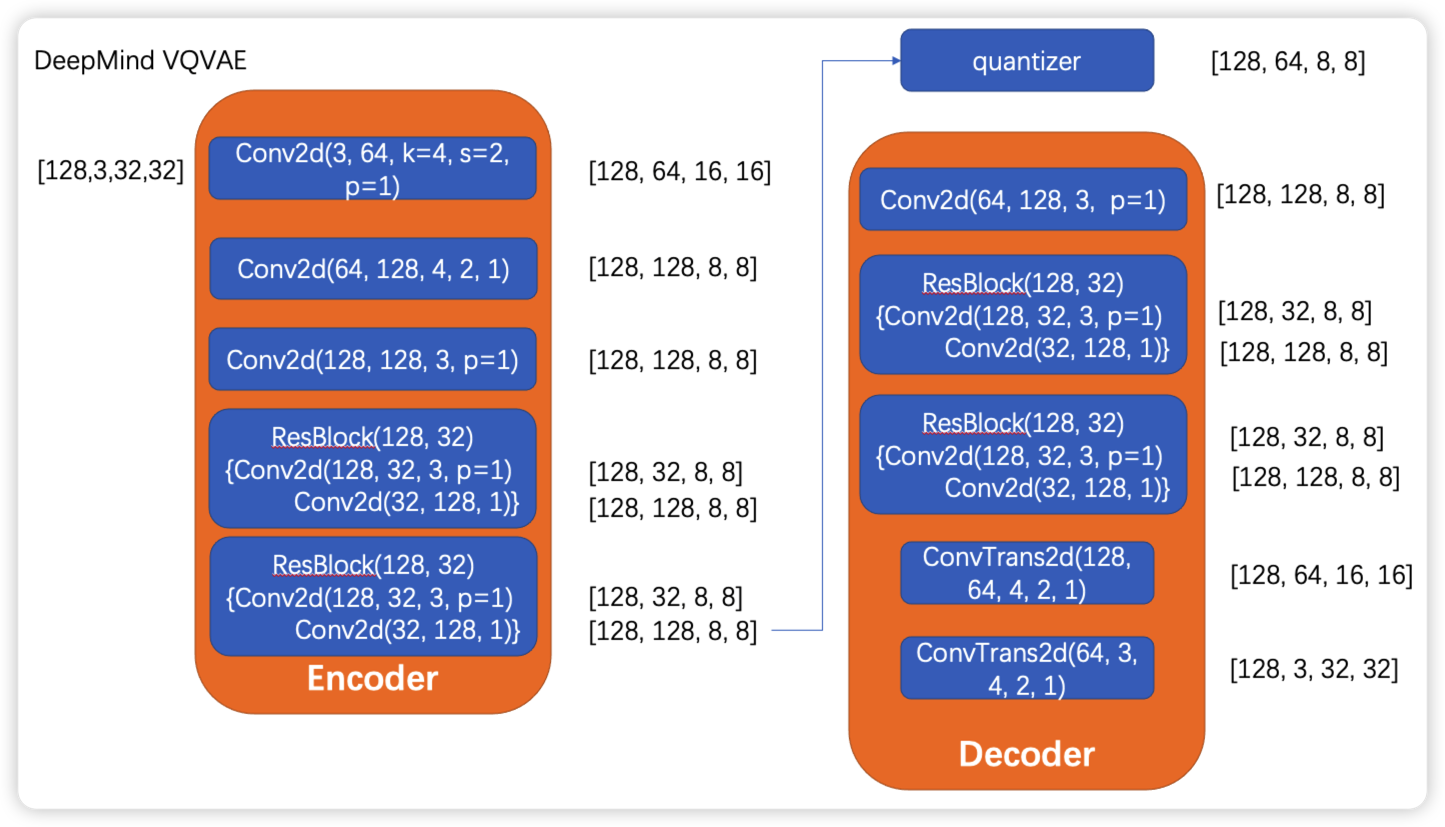 DeepMind VQVAE
[128,3,32,32]
Conv2d(3, 64, k=4, s=2,
p=1)
[128, 64, 16, 16]
Conv2d(64, 128, 4, 2, 1)
[128, 128, 8, 8]
Conv2d(128, 128, 3, p=1)
[128, 128, 8, 8]
ResBlock(128, 32)
{Conv2d(128, 32, 3, p=1)
Conv2d(32, 128, 1)}
[128, 32, 8, 8]
[128, 128, 8, 8]
ResBlock(128, 32)
{Conv2d(128, 32, 3, p=1)
Conv2d(32, 128, 1)}
[128, 32, 8, 8]
[128, 128, 8, 8]
Encoder
quantizer
[128, 64, 8, 8]
Conv2d(64, 128, 3, p=1)
[128, 128, 8, 8]
ResBlock(128, 32)
{Conv2d(128, 32, 3, p=1)
Conv2d(32, 128, 1)}
[128, 32, 8, 8]
[128, 128, 8, 8]
ResBlock(128, 32)
{Conv2d(128, 32, 3, p=1)
Conv2d(32, 128, 1)}
[128, 32, 8, 8]
[128, 128, 8, 8]
ConvTrans2d(128,
64, 4, 2, 1)
[128, 64, 16, 16]
ConvTrans2d(64, 3,
4, 2, 1)
[128, 3, 32, 32]
Decoder